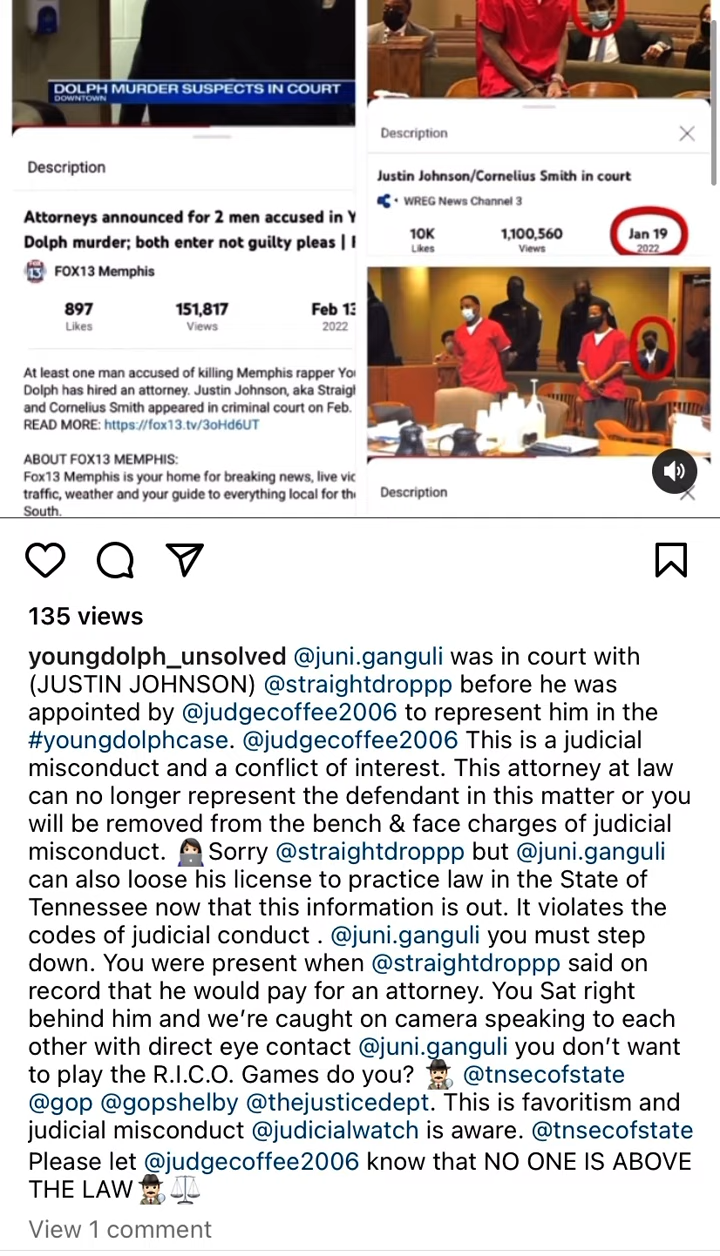 DOLPH MURDER SUSPECTS IN COURT
DOWNTOWN
Description
Attorneys announced for 2 men accused in Y
Dolph murder; both enter not guilty pleas |
FOX13 Memphis
897
151,817
Feb 13
Likes
Views
2022
At least one man accused of killing Memphis rapper You
Dolph has hired an attorney. Justin Johnson, aka Straigh
and Cornelius Smith appeared in criminal court on Feb.
READ MORE: https://fox13.tv/3oHd6UT
ABOUT FOX13 MEMPHIS:
Fox13 Memphis is your home for breaking news, live vid
traffic, weather and your guide to everything local for the
South.
Description
Justin Johnson/Cornelius Smith in court
WREG News Channel 3
10K
1,100,560
Jan 19
Likes
Views
2022
Description
135 views
youngdolph_unsolved @juni.ganguli was in court with
(JUSTIN JOHNSON) @straightdroppp before he was
appointed by @judgecoffee2006 to represent him in the
#youngdolphcase. @judgecoffee2006 This is a judicial
misconduct and a conflict of interest. This attorney at law
can no longer represent the defendant in this matter or you
will be removed from the bench & face charges of judicial
misconduct. 👩🏻‍💻Sorry @straightdroppp but @juni.ganguli
can also loose his license to practice law in the State of
Tennessee now that this information is out. It violates the
codes of judicial conduct . @juni.ganguli you must step
down. You were present when @straightdroppp said on
record that he would pay for an attorney. You Sat right
behind him and we’re caught on camera speaking to each
other with direct eye contact @juni.ganguli you don’t want
to play the R.I.C.O. Games do you? 🕵🏻‍♂️ @tnsecofstate
@gop @gopshelby @thejusticedept. This is favoritism and
judicial misconduct @judicialwatch is aware. @tnsecofstate
Please let @judgecoffee2006 know that NO ONE IS ABOVE
THE LAW🕵🏻‍♂️⚖️
View 1 comment